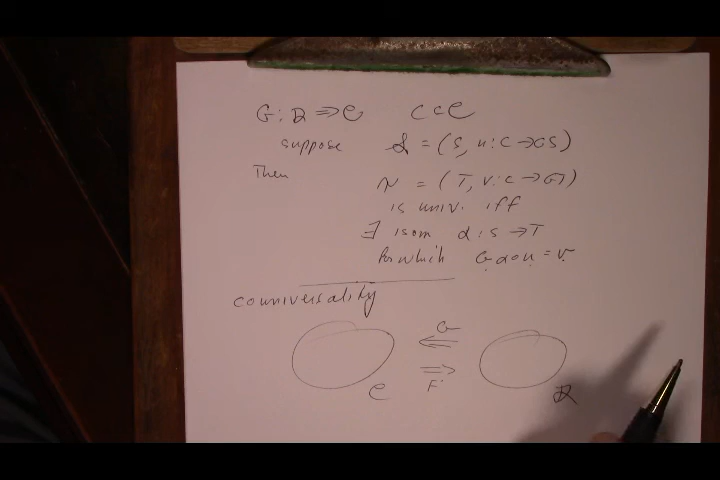 G : D ⇒ C    c ∈ C
suppose    S = (S, u : c → GS)
Then
    N = (T, v : c → GT)
is univ. iff
∃ isom α : S → T
for which Gα ∘ u = v.
couniversality
G
⇐
⇒
F
C    D